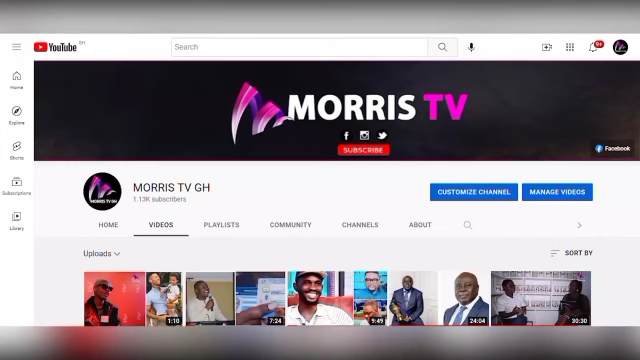 YouTube GH
Search
9+
Home
Explore
Shorts
Subscriptions
Library
MORRIS TV
SUBSCRIBE
Facebook
MORRIS TV GH
MORRIS TV GH
1.13K subscribers
CUSTOMIZE CHANNEL
MANAGE VIDEOS
HOME
VIDEOS
PLAYLISTS
COMMUNITY
CHANNELS
ABOUT
Uploads
SORT BY
1:10
7:24
9:49
24:04
30:30